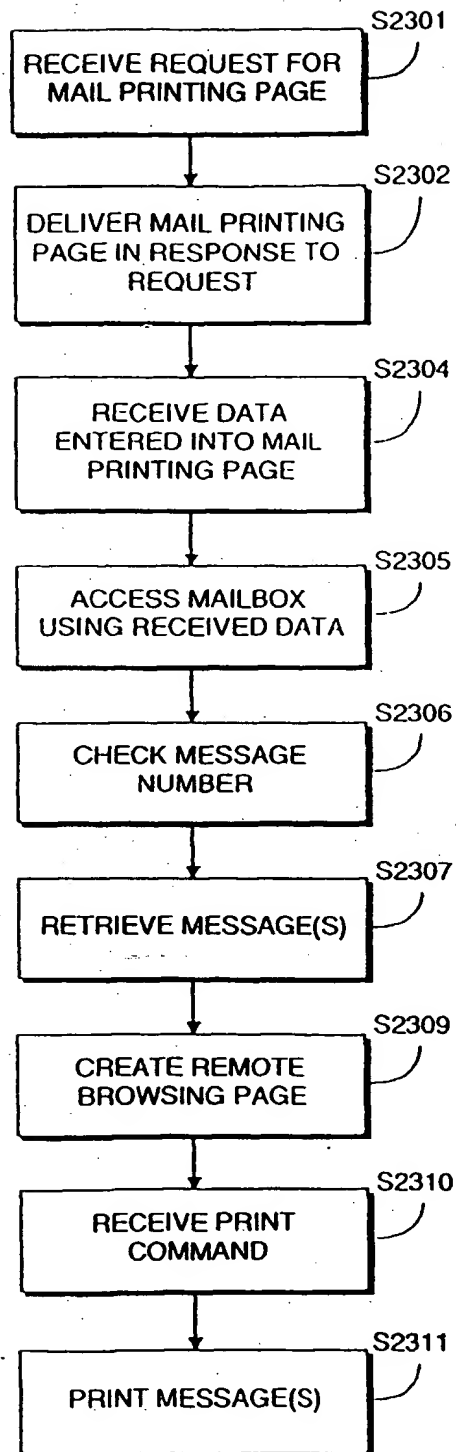 S2301
RECEIVE REQUEST FOR
MAIL PRINTING PAGE
S2302
DELIVER MAIL PRINTING
PAGE IN RESPONSE TO
REQUEST
S2304
RECEIVE DATA
ENTERED INTO MAIL
PRINTING PAGE
S2305
ACCESS MAILBOX
USING RECEIVED DATA
S2306
CHECK MESSAGE
NUMBER
S2307
RETRIEVE MESSAGE(S)
S2309
CREATE REMOTE
BROWSING PAGE
S2310
RECEIVE PRINT
COMMAND
S2311
PRINT MESSAGE(S)